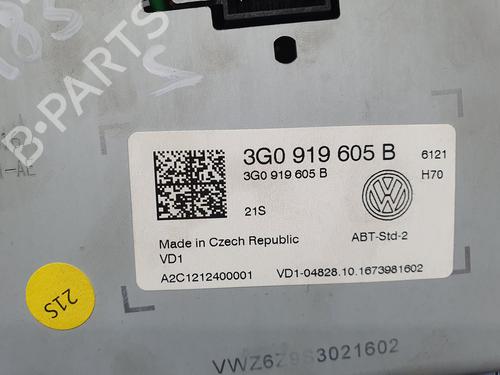 B-PARTS
3G0 919 605 B
6121
3G0 919 605 B
H70
21S
Made in Czech Republic
ABT-Std-2
VD1
A2C1212400001
VD1-04828.10.1673981602
21S
VWZ6Z9S3021602